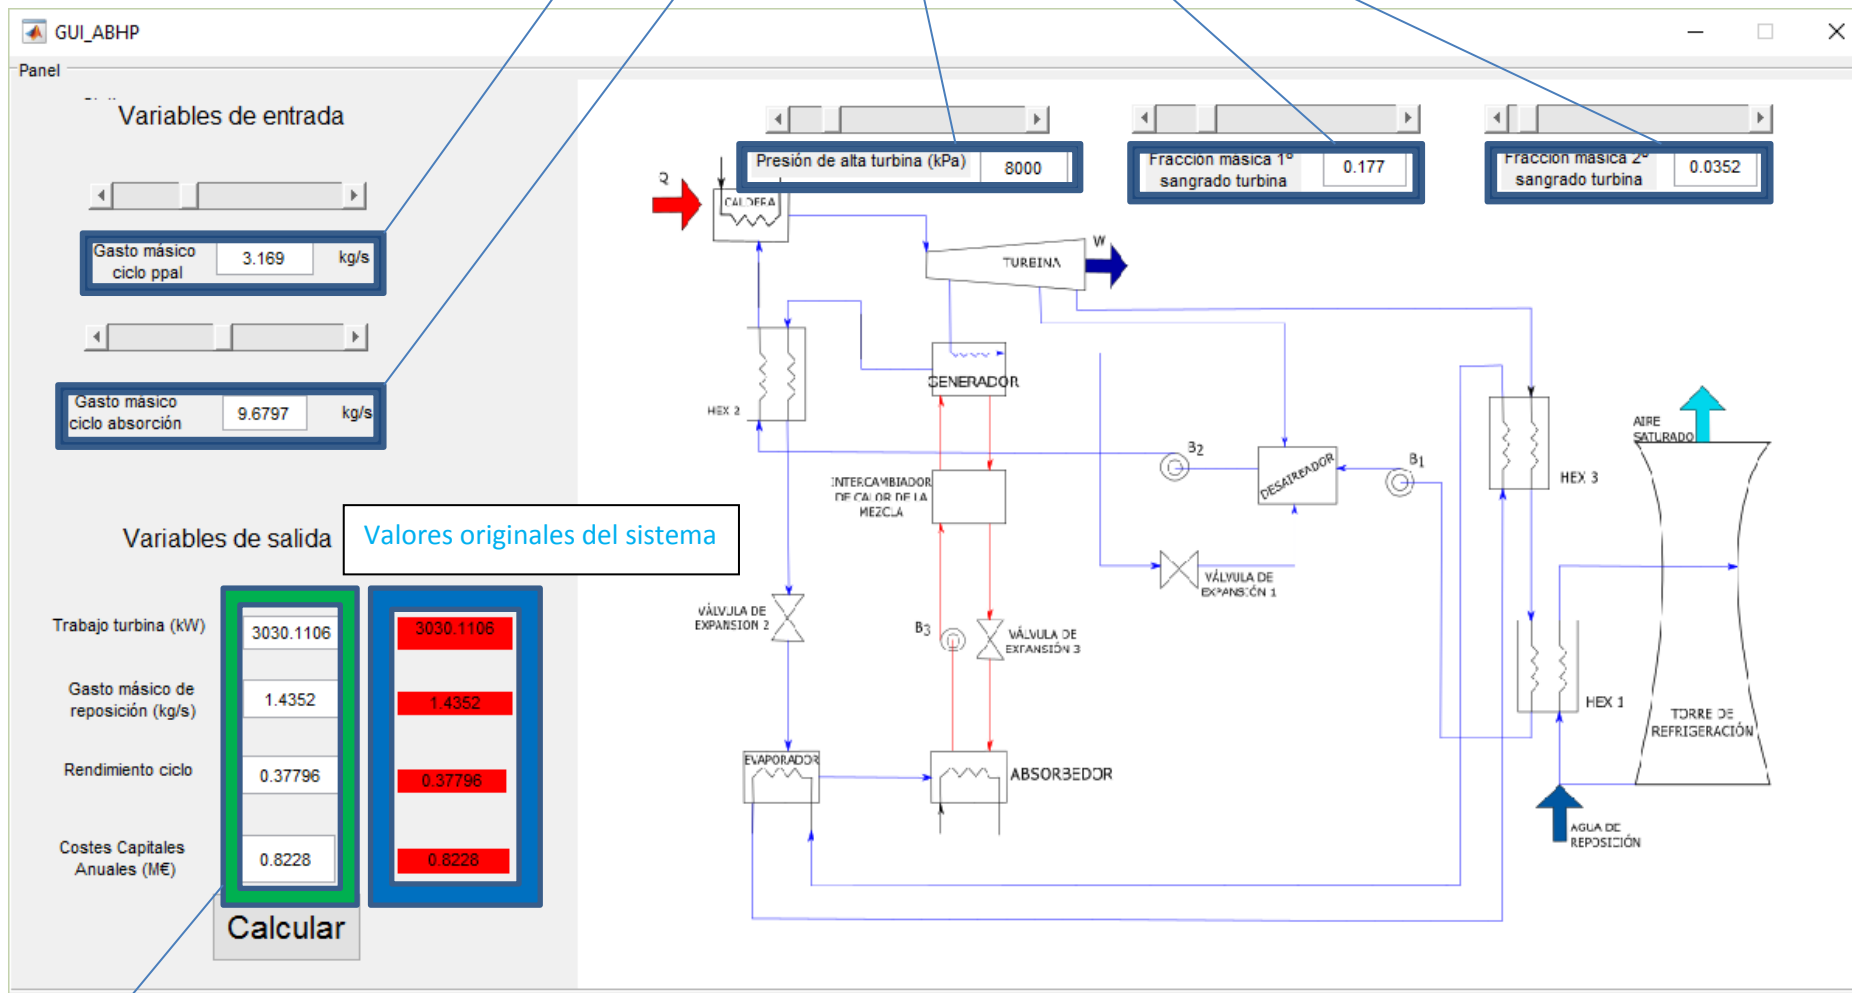 GUI_ABHP
Panel
Variables de entrada
Gasto másico
ciclo ppal
3.169
kg/s
Gasto másico
ciclo absorción
9.6797
kg/s
Presión de alta turbina (kPa)
8000
Fracción másica 1º
sangrado turbina
0.177
Fracción másica 2º
sangrado turbina
0.0352
Q
CALDERA
TURBINA
W
HEX 2
GENERADOR
INTERCAMBIADOR
DE CALOR DE LA
MEZCLA
B2
DESAIREADOR
B1
HEX 3
AIRE
SATURADO
VÁLVULA DE
EXPANSIÓN 1
VÁLVULA DE
EXPANSION 2
B3
VÁLVULA DE
EXPANSIÓN 3
HEX 1
TORRE DE
REFRIGERACIÓN
EVAPORADOR
ABSORBEDOR
AGUA DE
REPOSICIÓN
Variables de salida
Valores originales del sistema
Trabajo turbina (kW)
3030.1106
3030.1106
Gasto másico de
reposición (kg/s)
1.4352
1.4352
Rendimiento ciclo
0.37796
0.37796
Costes Capitales
Anuales (M€)
0.8228
0.8228
Calcular